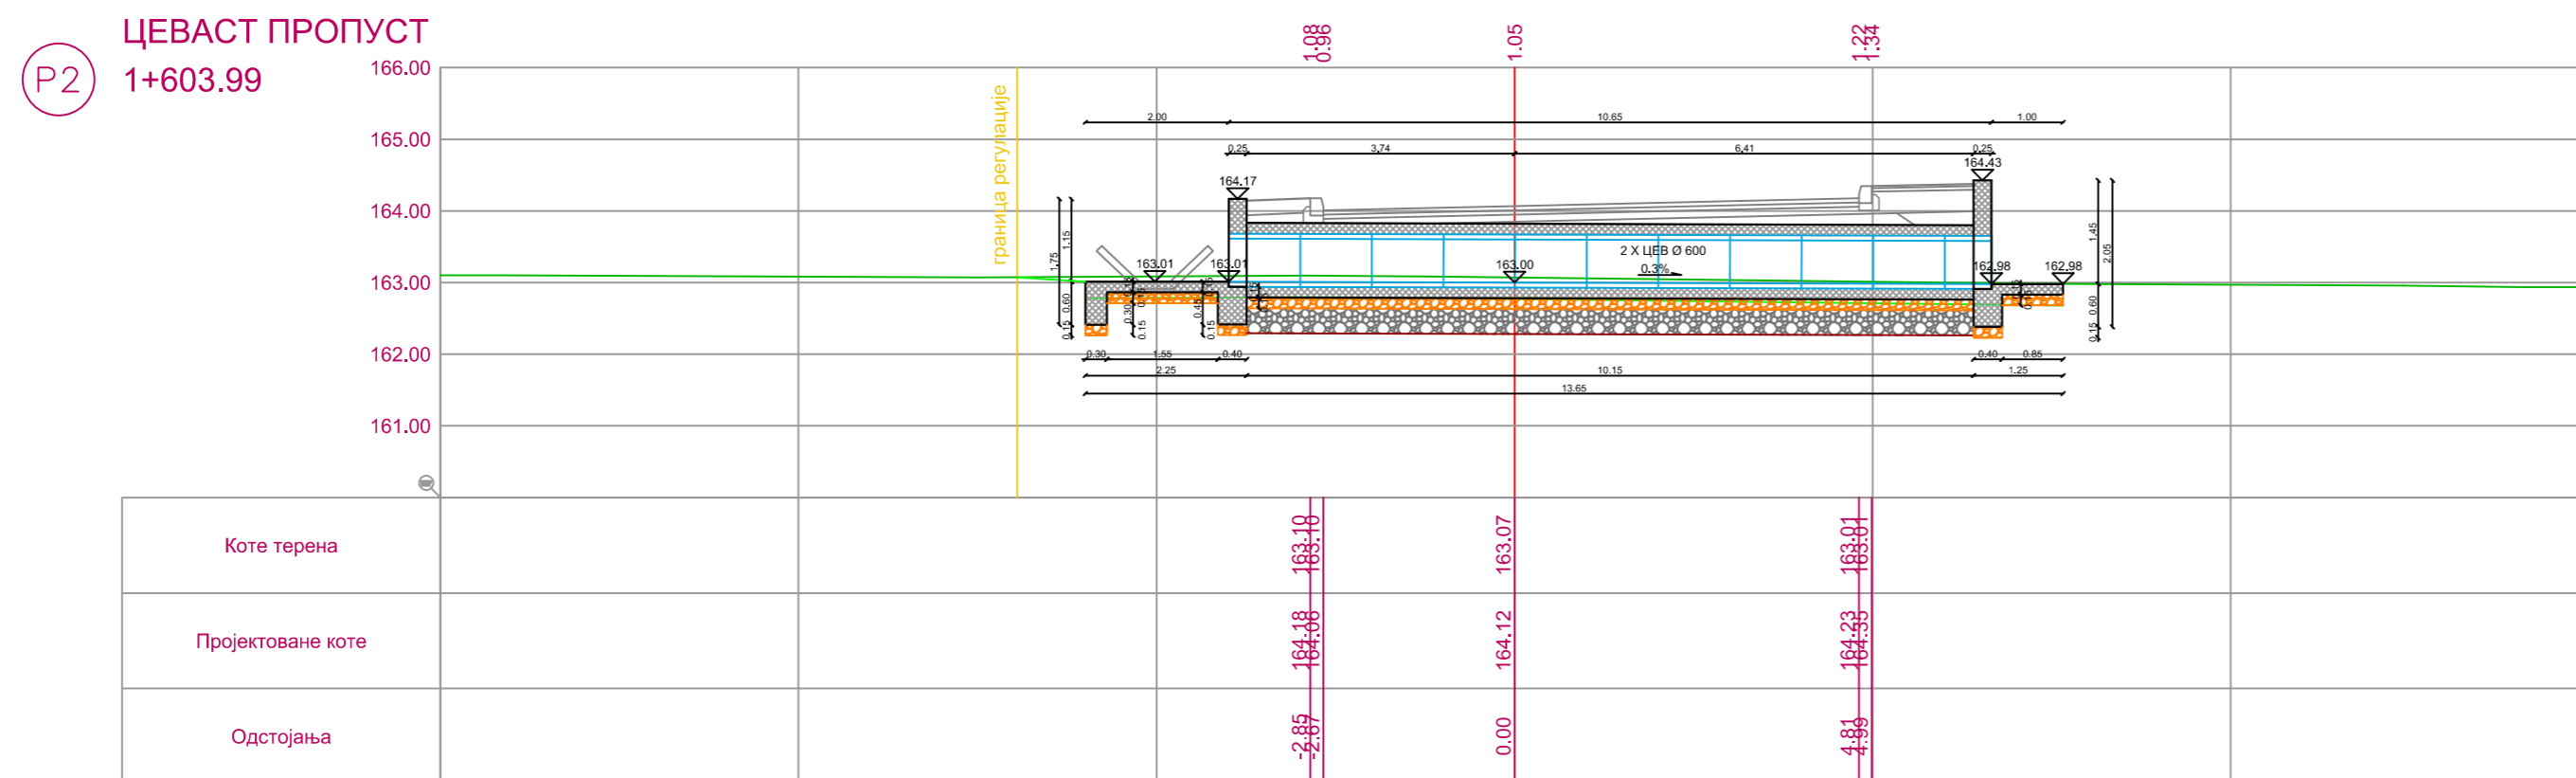 ЦЕВАСТ ПРОПУСТ
P2
1+603.99
1.08
0.96
1.05
1.22
1.34
166.00
165.00
164.00
163.00
162.00
161.00
граница регулације
2.00 10.65 1.00
0.25 3.74 6.41 0.25
164.17 164.43
2 X ЦЕВ Ø 600
0.3%
163.01 163.01 163.00 162.98 162.98
1.75 1.15 0.60 0.15
0.30 0.15 0.45 0.15
1.45 2.05 0.60 0.15
0.30 1.55 0.40 0.40 0.85
2.25 10.15 1.25
13.65
Коте терена 163.10 163.10 163.07 163.01 163.01
Пројектоване коте 164.18 164.06 164.12 164.23 164.35
Одстојања -2.85 -2.67 0.00 4.81 4.99